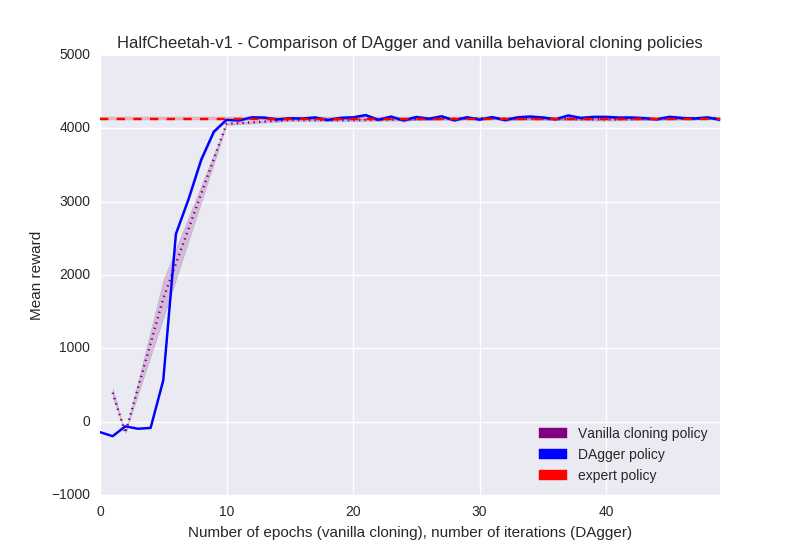 HalfCheetah-v1 - Comparison of DAgger and vanilla behavioral cloning policies
5000
4000
3000
2000
1000
0
−1000
Mean reward
0 10 20 30 40
Number of epochs (vanilla cloning), number of iterations (DAgger)
Vanilla cloning policy
DAgger policy
expert policy